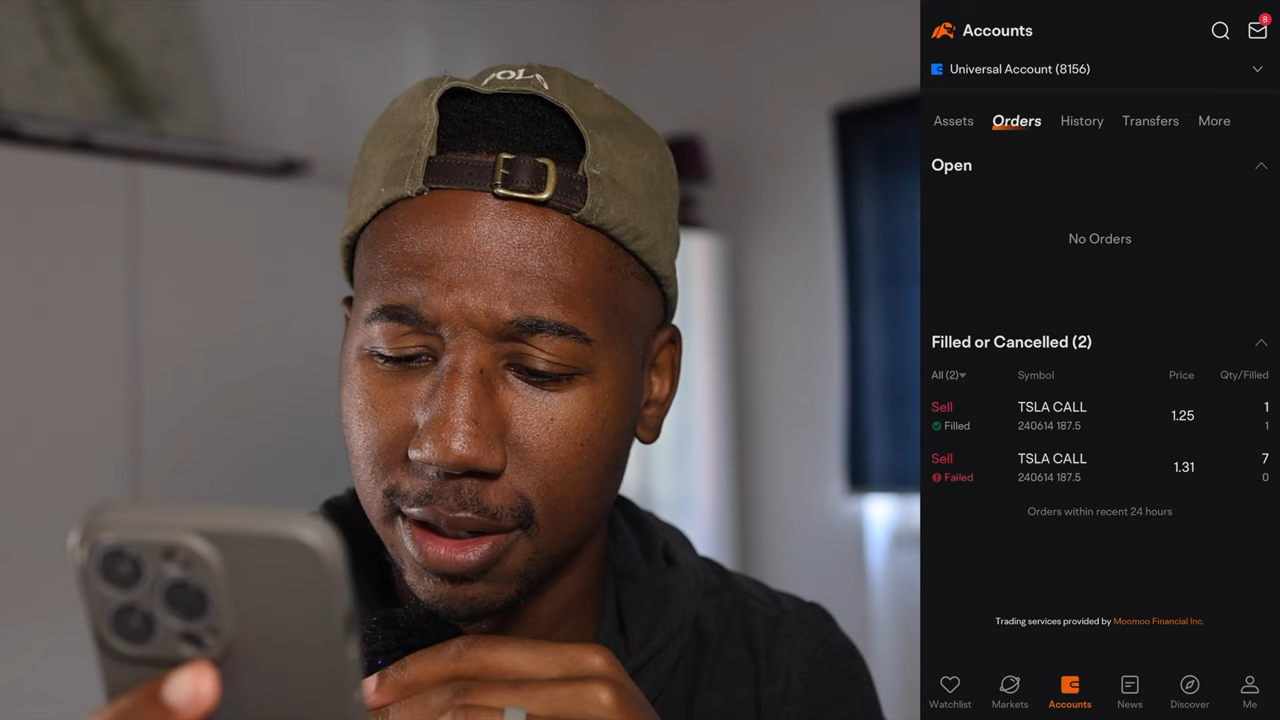 POLO
Accounts
8
Universal Account (8156)
Assets Orders History Transfers More
Open
No Orders
Filled or Cancelled (2)
All (2) Symbol Price Qty/Filled
Sell TSLA CALL 1.25 1
Filled 240614 187.5 1
Sell TSLA CALL 1.31 7
Failed 240614 187.5 0
Orders within recent 24 hours
Trading services provided by Moomoo Financial Inc.
Watchlist Markets Accounts News Discover Me